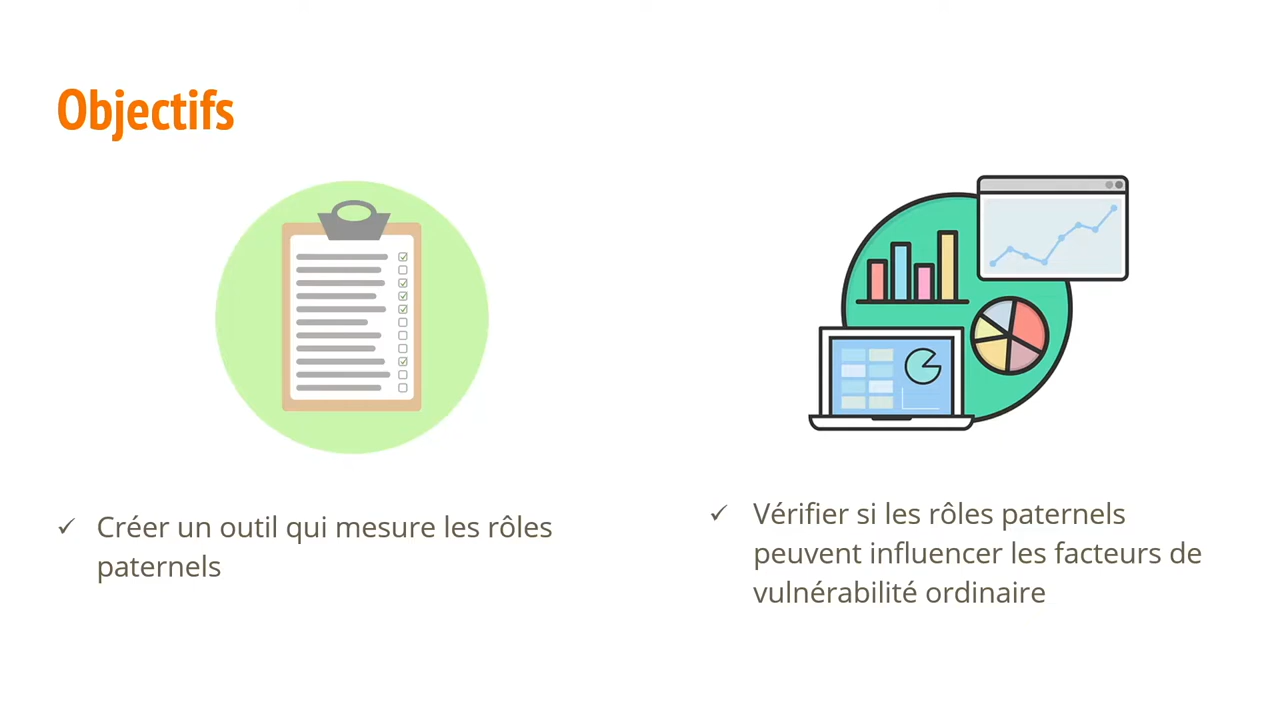 Objectifs
✓ Créer un outil qui mesure les rôles
paternels
✓ Vérifier si les rôles paternels
peuvent influencer les facteurs de
vulnérabilité ordinaire